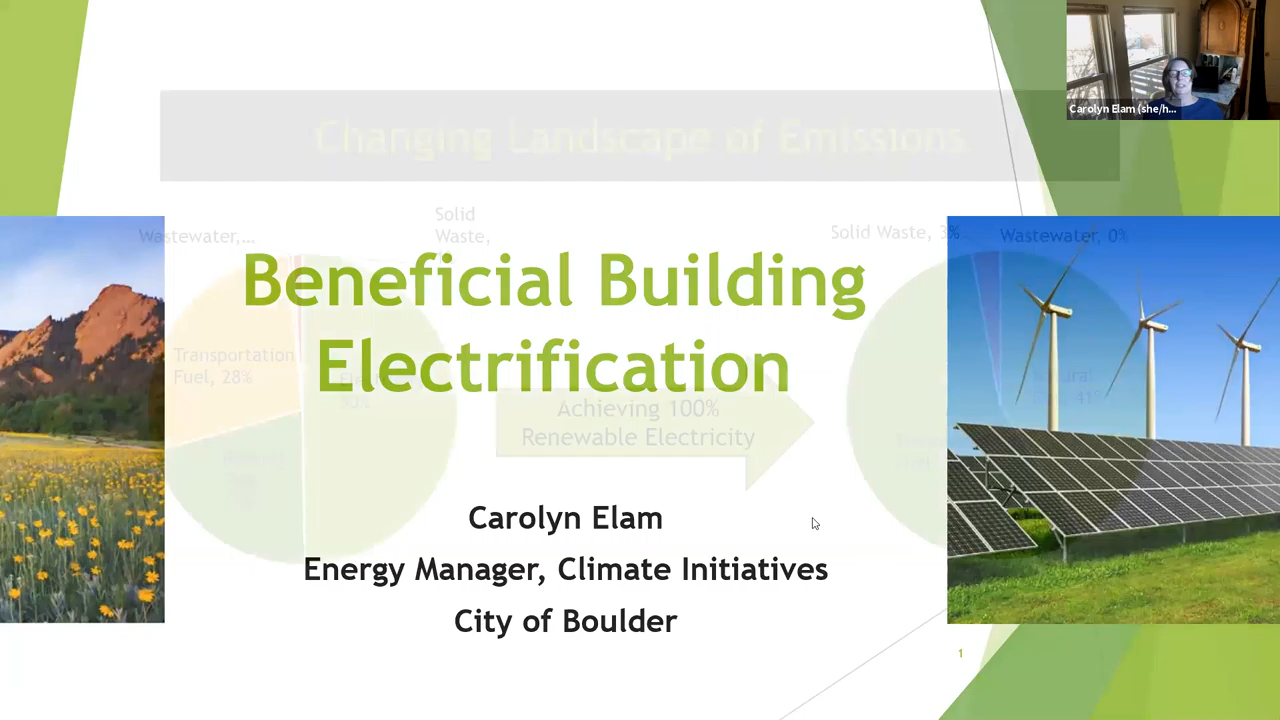 Carolyn Elam (she/h...
Changing Landscape of Emissions
Solid
Waste,
Wastewater,...
Solid Waste, 3%
Wastewater, 0%
Beneficial Building
Electrification
Transportation
Fuel, 28%
Achieving 100%
Renewable Electricity
Carolyn Elam
Energy Manager, Climate Initiatives
City of Boulder
1